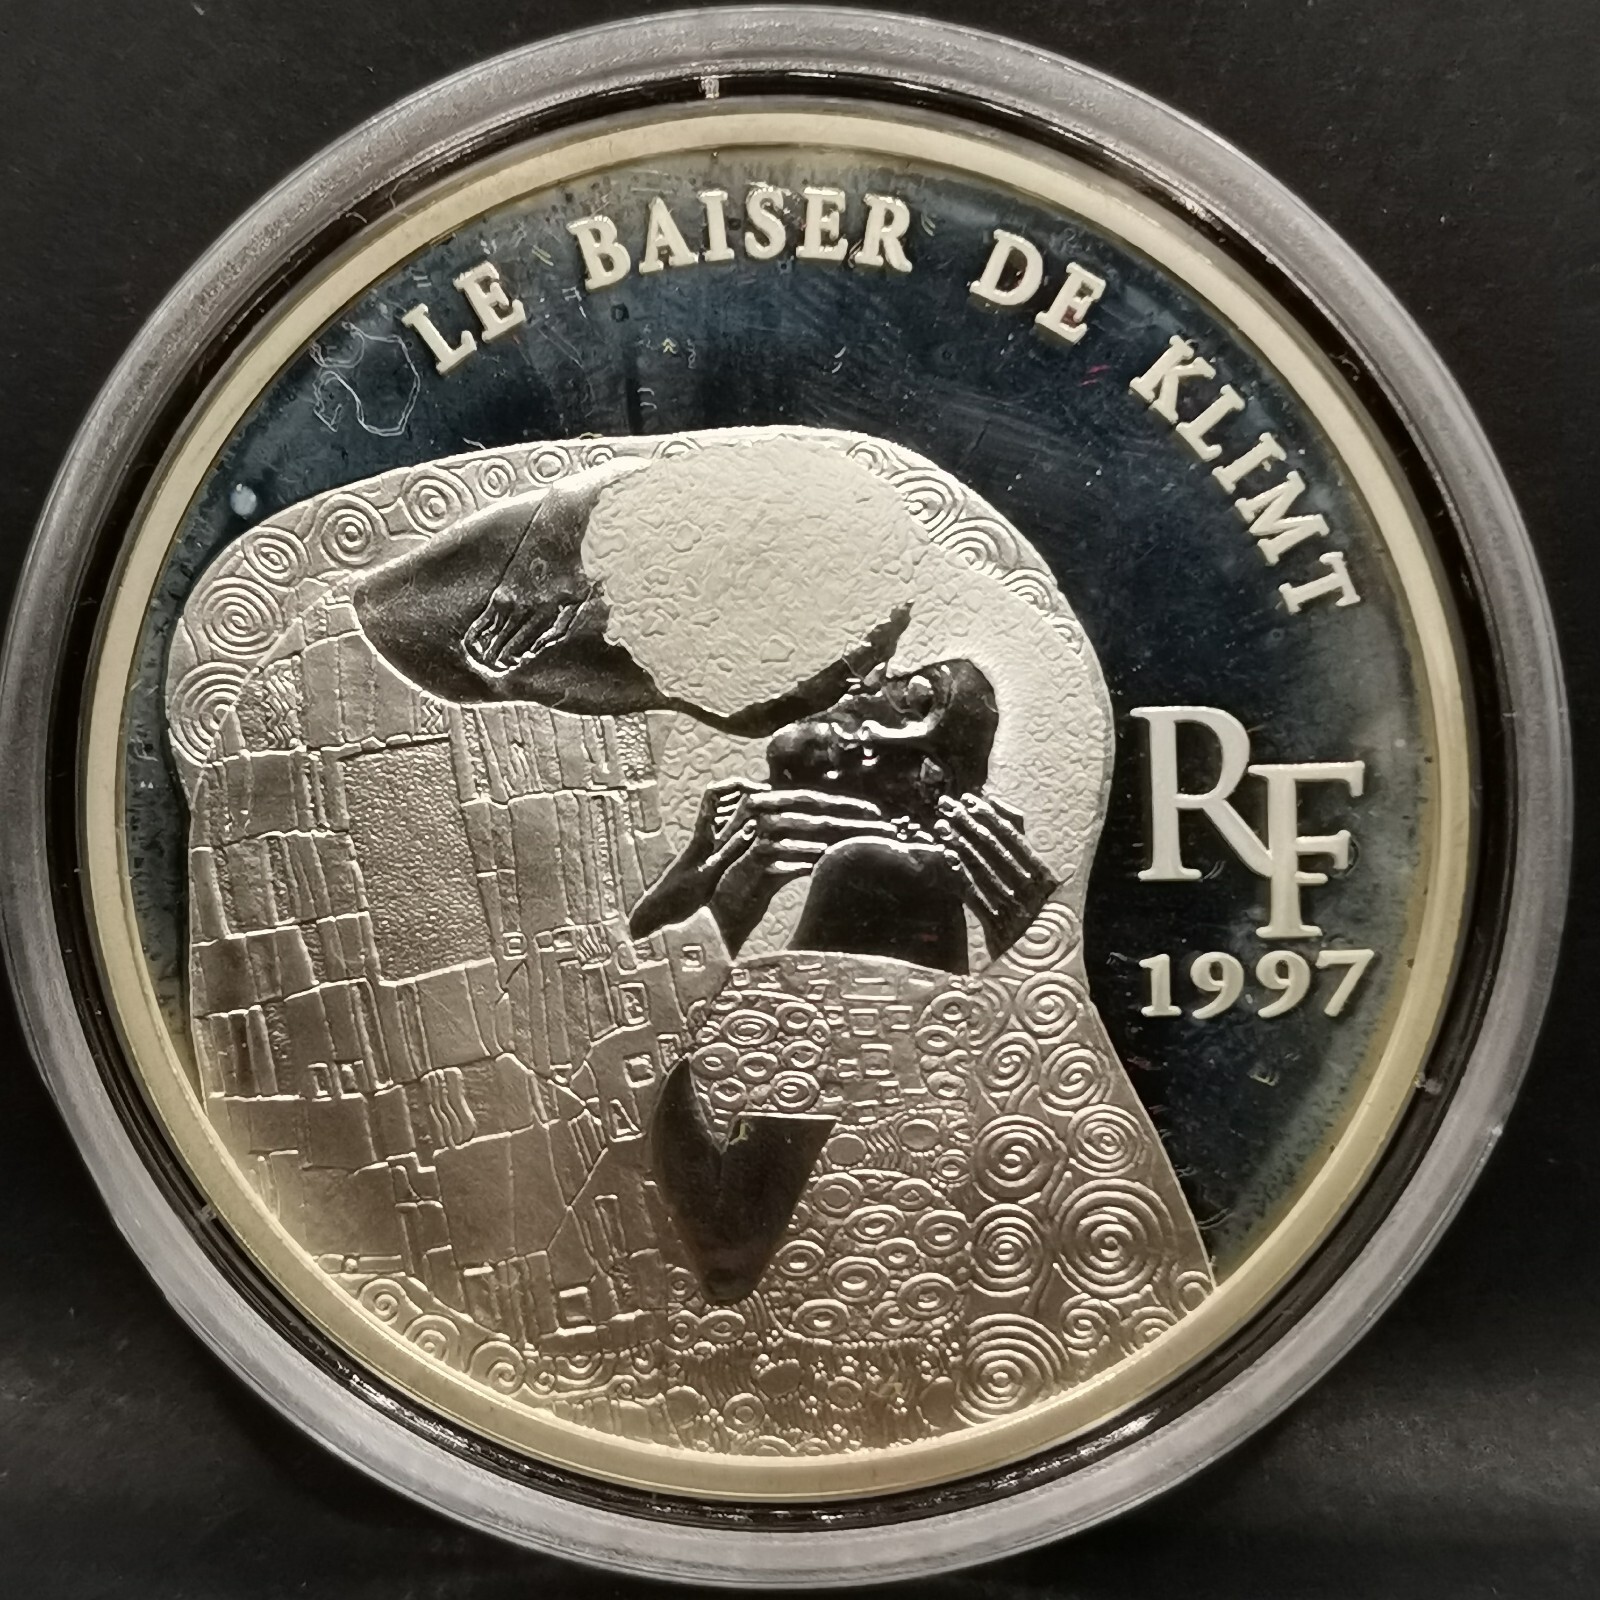 LE BAISER DE KLIMT
RF
1997